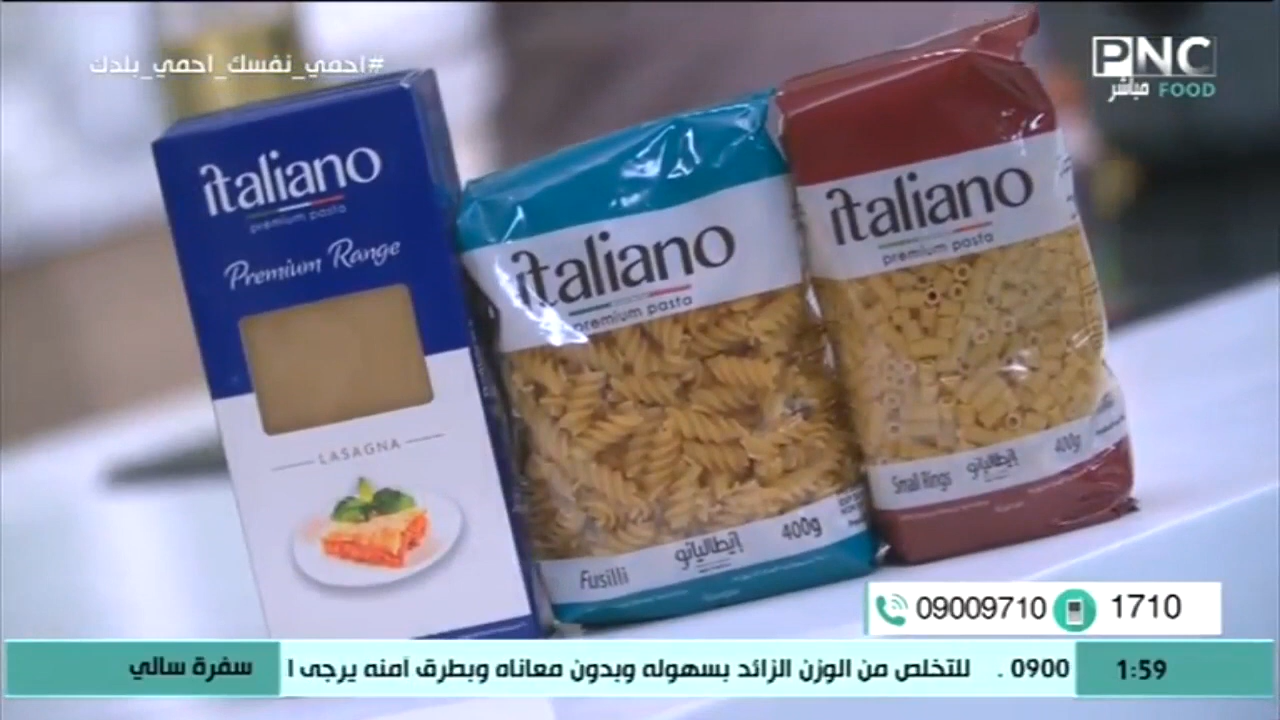 #احمي_نفسك_احمي_بلدك
PNC
مباشر FOOD
italiano
premium pasta
Premium Range
LASAGNA
italiano
premium pasta
Fusilli
إيطاليانو
400g
italiano
premium pasta
Small Rings
إيطاليانو
400g
09009710
1710
سفرة سالي
للتخلص من الوزن الزائد بسهوله وبدون معاناه وبطرق آمنه يرجى ا
0900 .
1:59